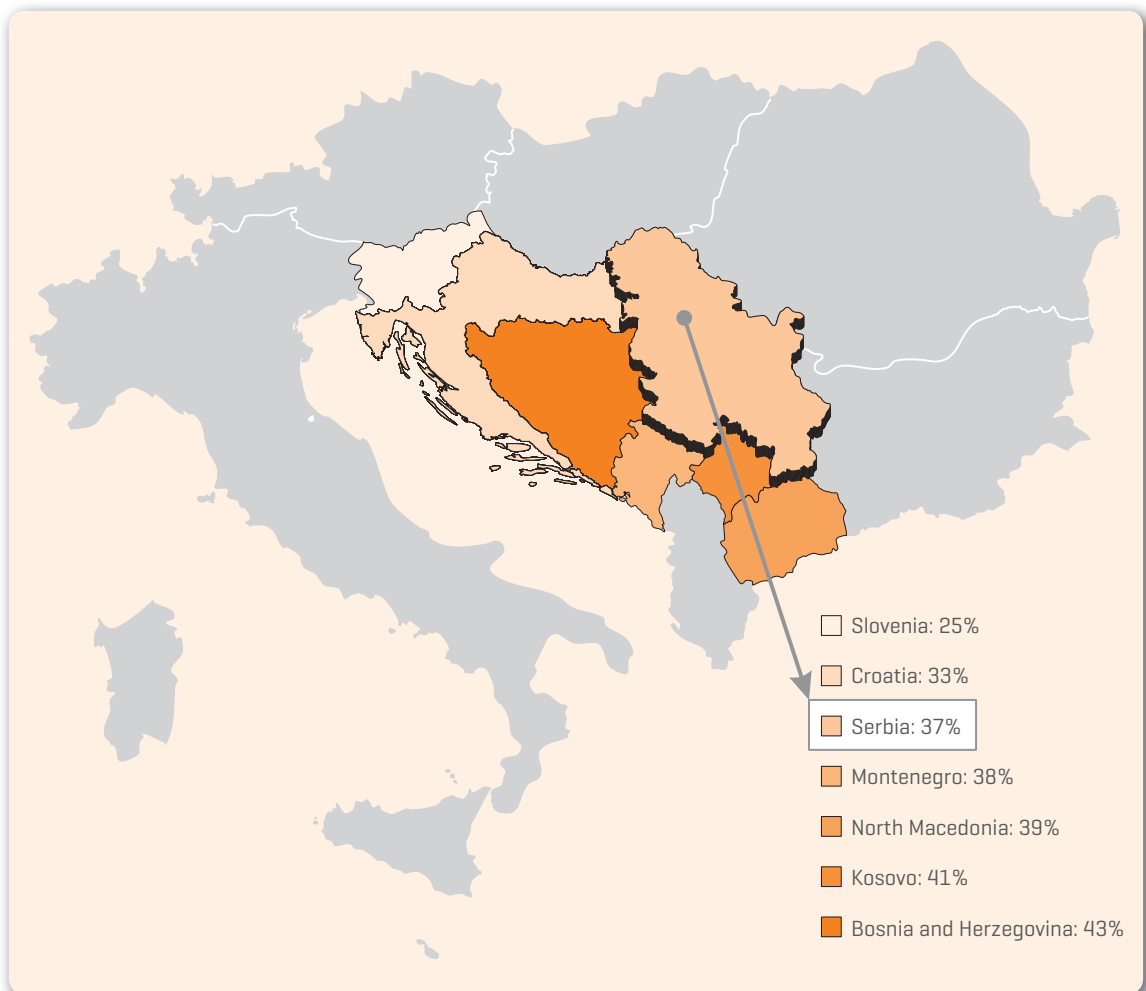 Slovenia: 25%
Croatia: 33%
Serbia: 37%
Montenegro: 38%
North Macedonia: 39%
Kosovo: 41%
Bosnia and Herzegovina: 43%